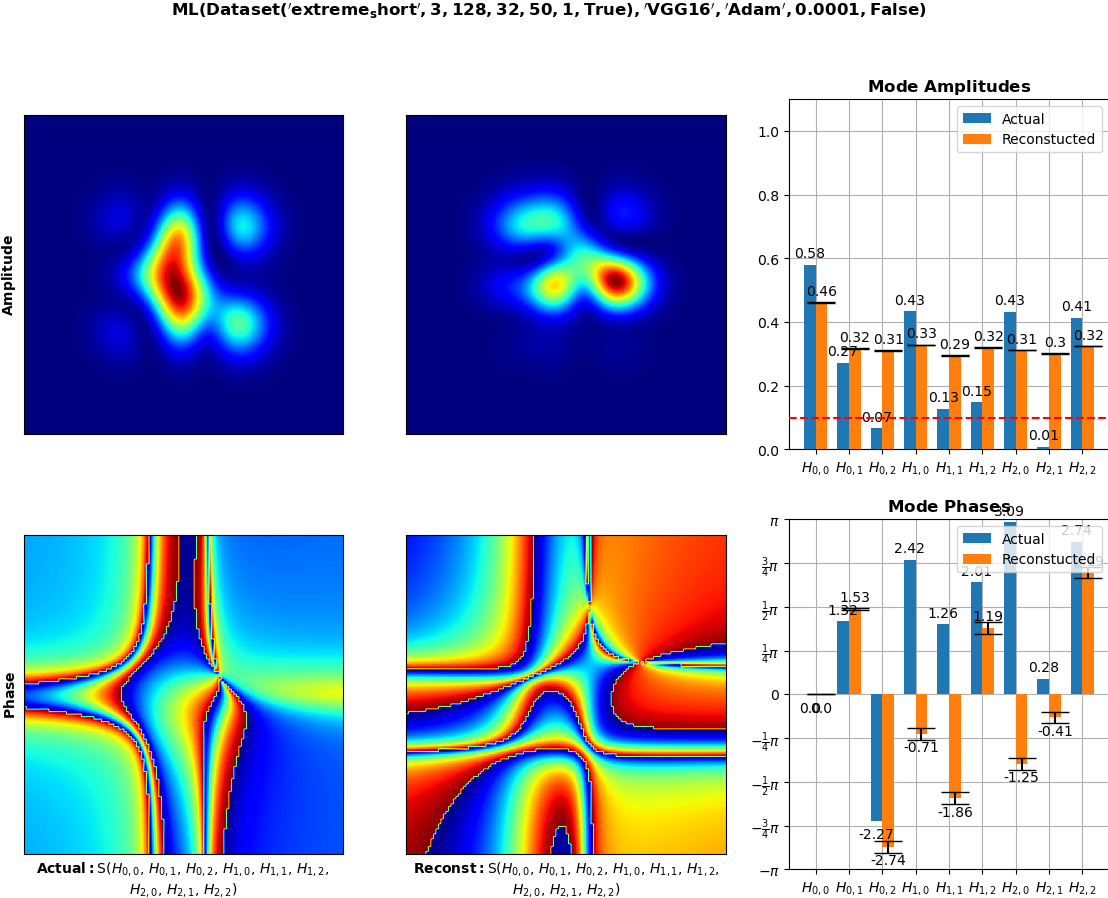 ML(Dataset('extreme_short', 3, 128, 32, 50, 1, True), 'VGG16', 'Adam', 0.0001, False)
Amplitude
Mode Amplitudes
Actual
Reconstucted
1.0
0.8
0.6
0.4
0.2
0.0
0.58
0.46
0.27
0.32
0.07
0.31
0.43
0.33
0.13
0.29
0.15
0.32
0.43
0.31
0.01
0.3
0.41
0.32
H0,0 H0,1 H0,2 H1,0 H1,1 H1,2 H2,0 H2,1 H2,2
Phase
Actual: S(H0,0, H0,1, H0,2, H1,0, H1,1, H1,2,
H2,0, H2,1, H2,2)
Reconst: S(H0,0, H0,1, H0,2, H1,0, H1,1, H1,2,
H2,0, H2,1, H2,2)
Mode Phases
Actual
Reconstucted
π
3/4π
1/2π
1/4π
0
−1/4π
−1/2π
−3/4π
−π
0.0
0.0
1.32
1.53
-2.27
-2.74
2.42
-0.71
1.26
-1.86
2.01
1.19
3.09
-1.25
0.28
-0.41
2.74
H0,0 H0,1 H0,2 H1,0 H1,1 H1,2 H2,0 H2,1 H2,2